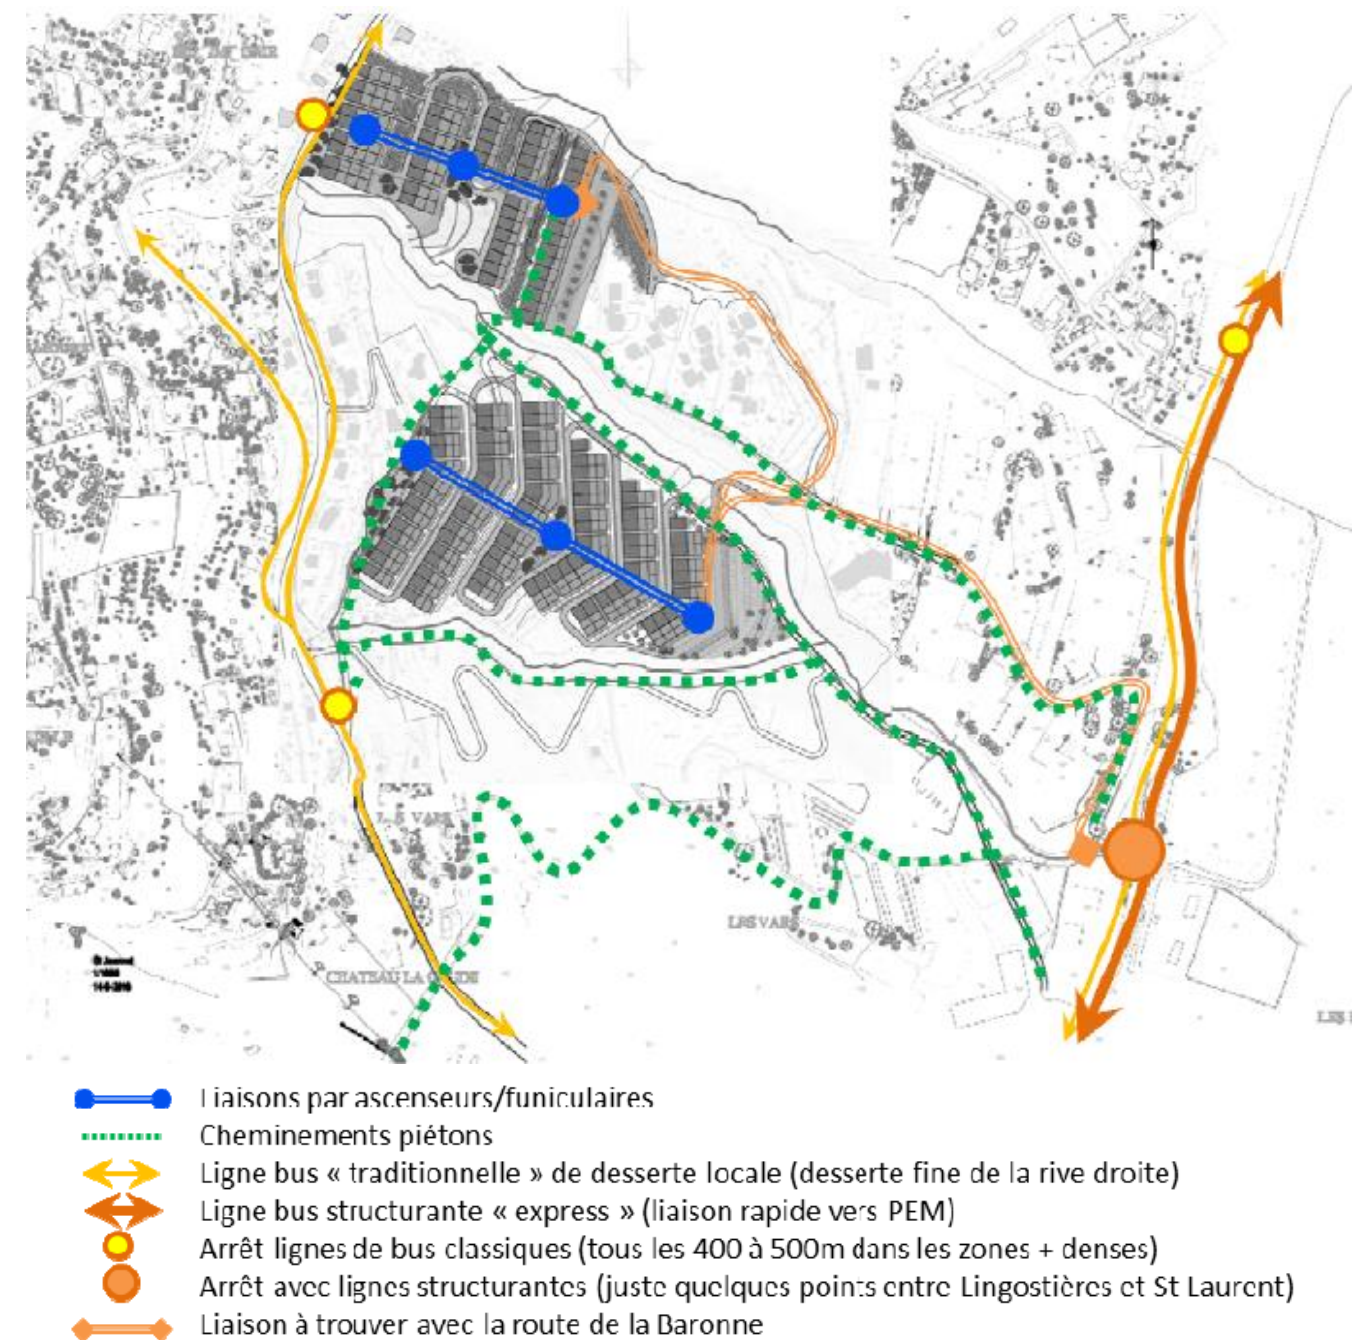 LES VARS
CHATEAU LA
Liaisons par ascenseurs/funiculaires
Cheminements piétons
Ligne bus « traditionnelle » de desserte locale (desserte fine de la rive droite)
Ligne bus structurante « express » (liaison rapide vers PEM)
Arrêt lignes de bus classiques (tous les 400 à 500m dans les zones + denses)
Arrêt avec lignes structurantes (juste quelques points entre Lingostières et St Laurent)
Liaison à trouver avec la route de la Baronne